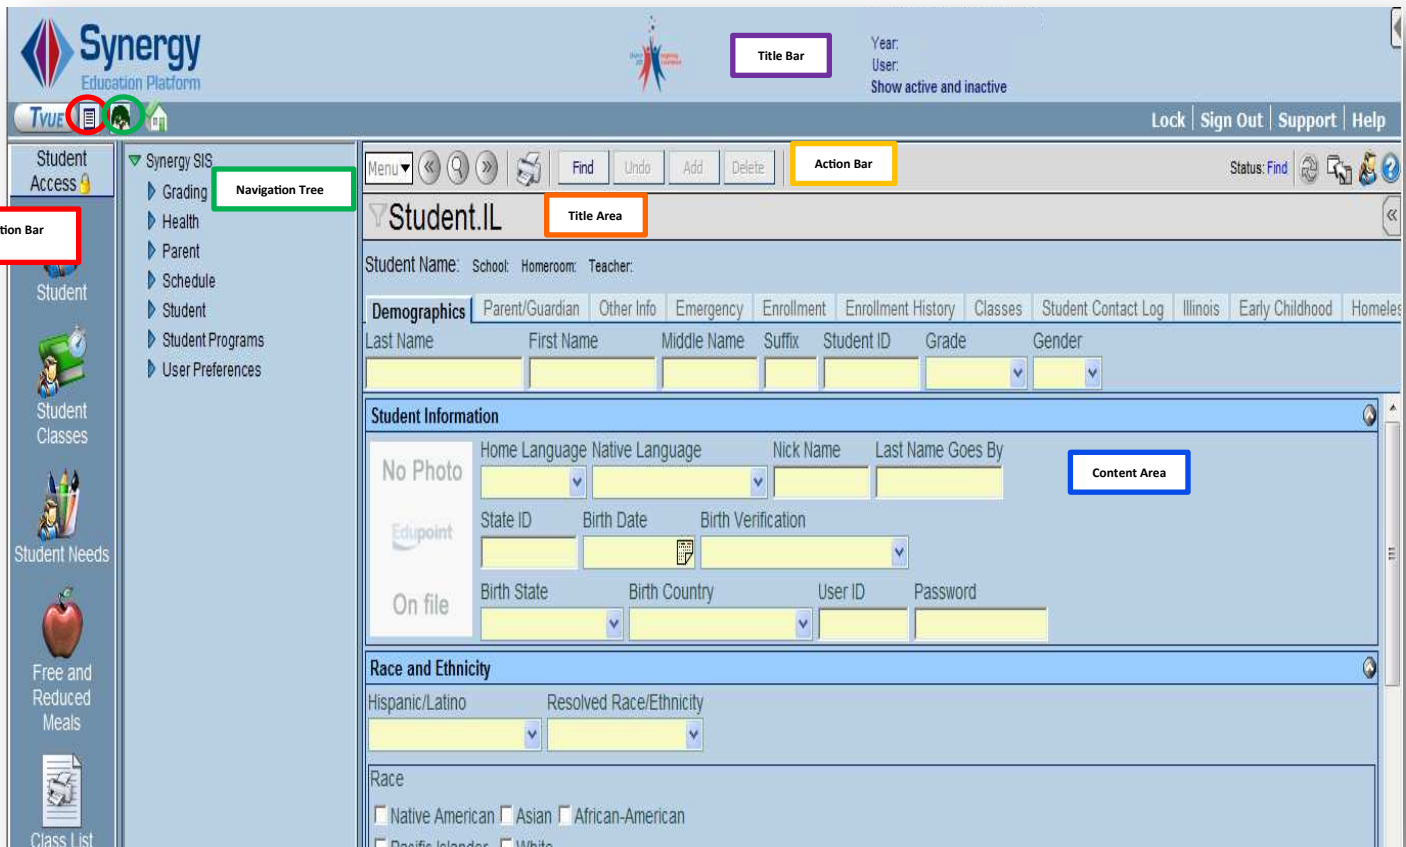 Synergy
Education Platform
Title Bar
Year:
User:
Show active and inactive
TVUE
Lock | Sign Out | Support | Help
Student
Access
tion Bar
Student
Student
Classes
Student Needs
Free and
Reduced
Meals
Class List
Synergy SIS
Grading
Navigation Tree
Health
Parent
Schedule
Student
Student Programs
User Preferences
Menu Find Undo Add Delete
Action Bar
Status: Find
Student.IL
Title Area
Student Name: School: Homeroom: Teacher:
Demographics Parent/Guardian Other Info Emergency Enrollment Enrollment History Classes Student Contact Log Illinois Early Childhood Homeles
Last Name First Name Middle Name Suffix Student ID Grade Gender
Student Information
No Photo
Edupoint
On file
Home Language Native Language Nick Name Last Name Goes By
Content Area
State ID Birth Date Birth Verification
Birth State Birth Country User ID Password
Race and Ethnicity
Hispanic/Latino Resolved Race/Ethnicity
Race
Native American Asian African-American
Pacific Islander White